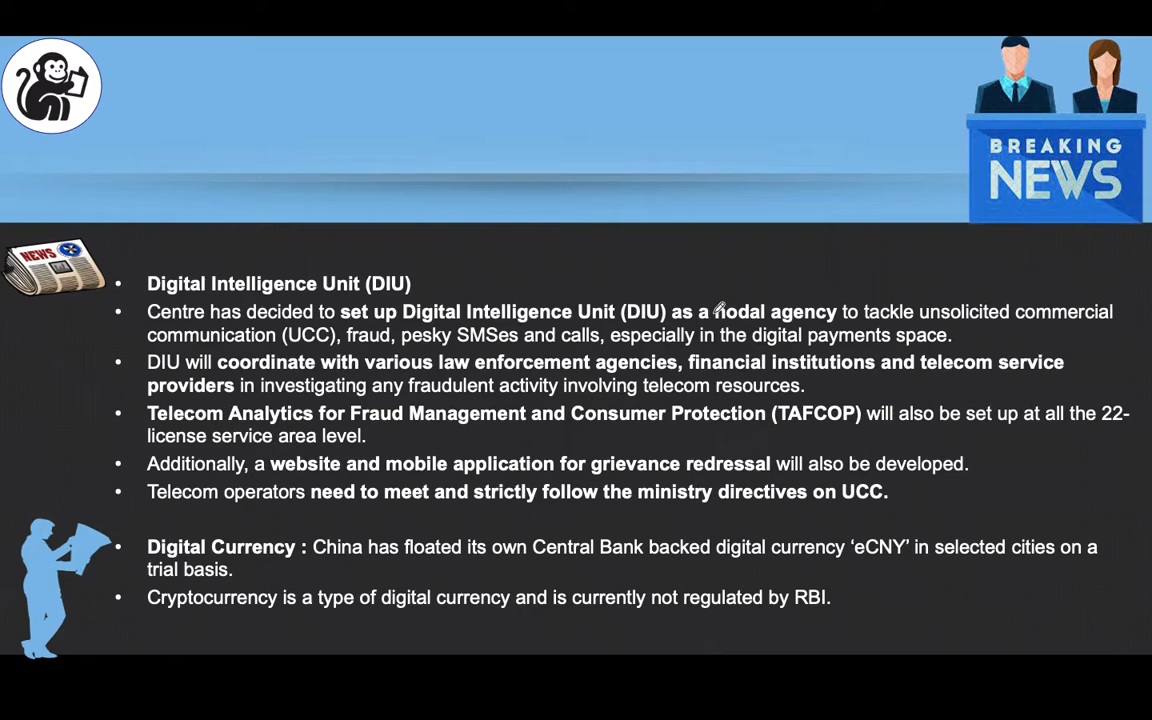 BREAKING
NEWS
NEWS
• Digital Intelligence Unit (DIU)
• Centre has decided to set up Digital Intelligence Unit (DIU) as a nodal agency to tackle unsolicited commercial
communication (UCC), fraud, pesky SMSes and calls, especially in the digital payments space.
• DIU will coordinate with various law enforcement agencies, financial institutions and telecom service
providers in investigating any fraudulent activity involving telecom resources.
• Telecom Analytics for Fraud Management and Consumer Protection (TAFCOP) will also be set up at all the 22-
license service area level.
• Additionally, a website and mobile application for grievance redressal will also be developed.
• Telecom operators need to meet and strictly follow the ministry directives on UCC.
• Digital Currency : China has floated its own Central Bank backed digital currency ‘eCNY’ in selected cities on a
trial basis.
• Cryptocurrency is a type of digital currency and is currently not regulated by RBI.